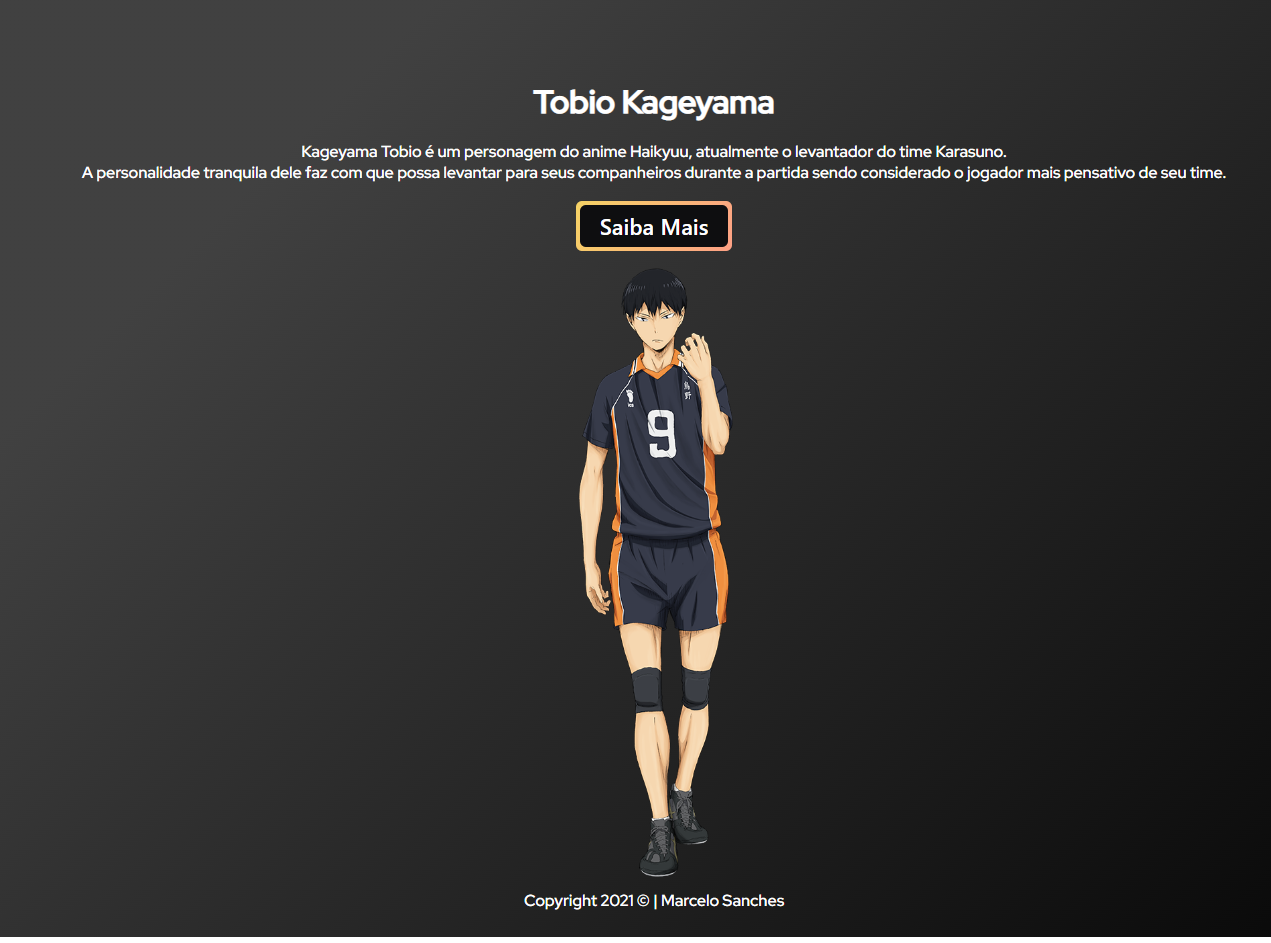 Tobio Kageyama
Kageyama Tobio é um personagem do anime Haikyuu, atualmente o levantador do time Karasuno.
A personalidade tranquila dele faz com que possa levantar para seus companheiros durante a partida sendo considerado o jogador mais pensativo de seu time.
Saiba Mais
烏
野
9
Copyright 2021 © | Marcelo Sanches